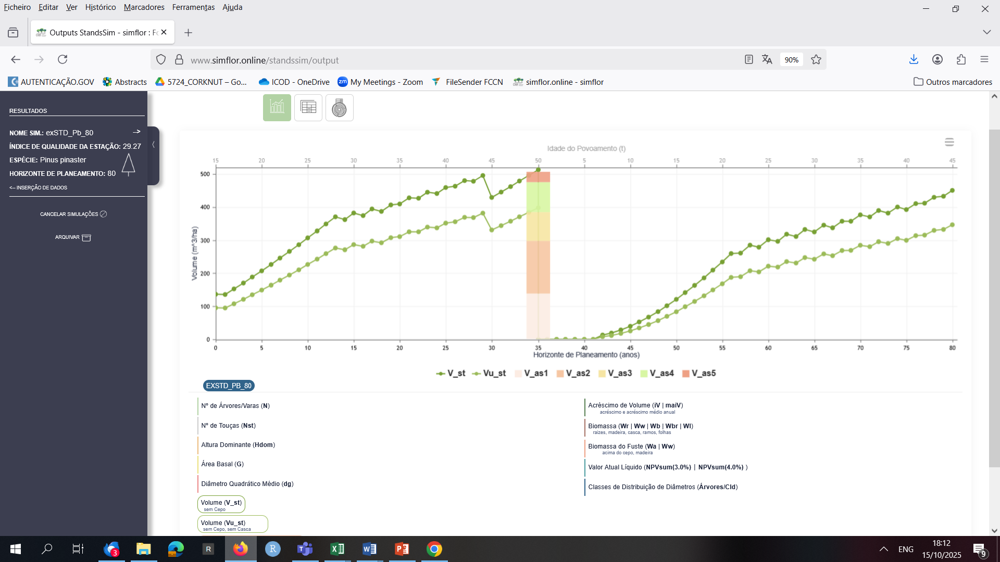 Ficheiro Editar Ver Histórico Marcadores Ferramentas Ajuda
Outputs StandsSim - simflor : Fo
www.simflor.online/standssim/output
90%
AUTENTICAÇÃO.GOV
Abstracts
5724_CORKNUT – Go...
ICOD - OneDrive
zm My Meetings - Zoom
FileSender FCCN
simflor.online - simflor
Outros marcadores
RESULTADOS
NOME SIM.: exSTD_Pb_80 -->
ÍNDICE DE QUALIDADE DA ESTAÇÃO: 29.27
ESPÉCIE: Pinus pinaster
HORIZONTE DE PLANEAMENTO: 80
<-- INSERÇÃO DE DADOS
CANCELAR SIMULAÇÕES
ARQUIVAR
Idade do Povoamento (t)
15 20 25 30 35 40 45 50 5 10 15 20 25 30 35 40 45
Volume (m^3/ha)
500
400
300
200
100
0
0 5 10 15 20 25 30 35 40 45 50 55 60 65 70 75 80
Horizonte de Planeamento (anos)
V_st Vu_st V_as1 V_as2 V_as3 V_as4 V_as5
EXSTD_PB_80
Nº de Árvores/Varas (N)
Nº de Touças (Nst)
Altura Dominante (Hdom)
Área Basal (G)
Diâmetro Quadrático Médio (dg)
Volume (V_st)
sem Cepo
Volume (Vu_st)
sem Cepo, sem Casca
Acréscimo de Volume (iV | maiV)
acréscimo e acréscimo médio anual
Biomassa (Wr | Ww | Wb | Wbr | Wl)
raizes, madeira, casca, ramos, folhas
Biomassa do Fuste (Wa | Ww)
acima do cepo, madeira
Valor Atual Líquido (NPVsum(3.0%) | NPVsum(4.0%) )
Classes de Distribuição de Diâmetros (Árvores/Cld)
3
R
R
ENG
18:12
15/10/2025
9